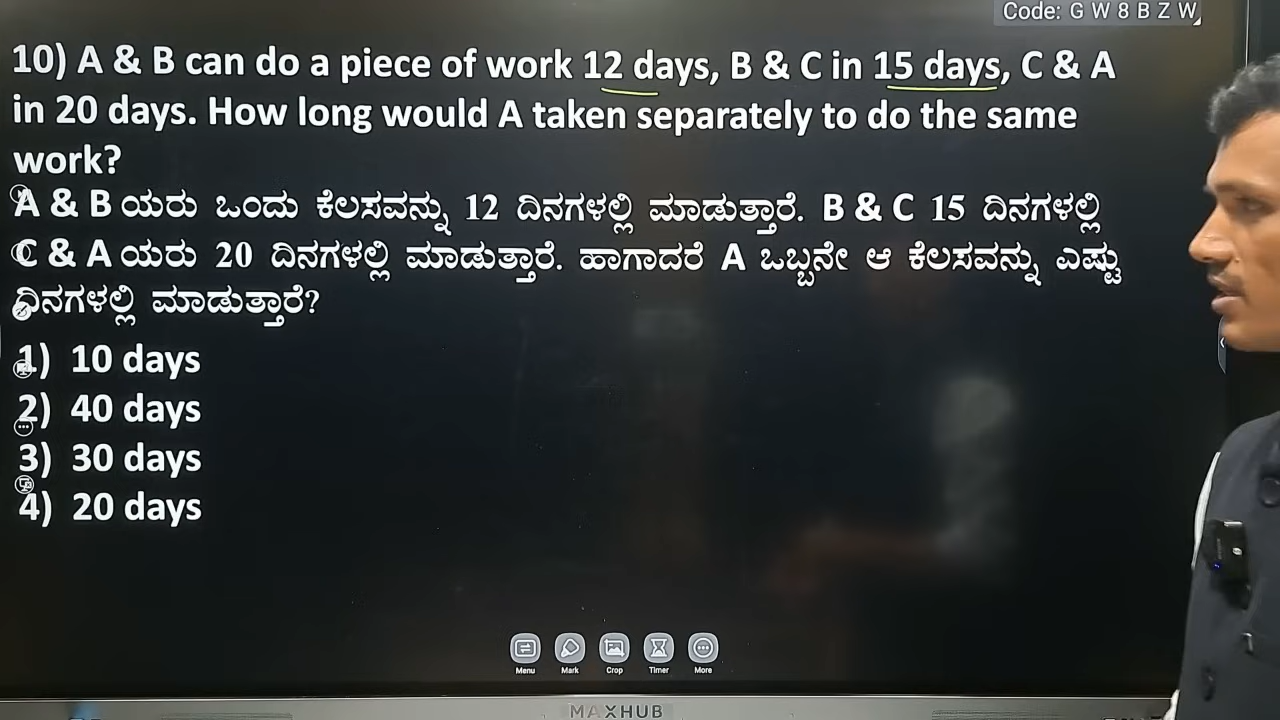 Code: G W 8 B Z W
10) A & B can do a piece of work 12 days, B & C in 15 days, C & A
in 20 days. How long would A taken separately to do the same
work?
A & B ಯರು ಒಂದು ಕೆಲಸವನ್ನು 12 ದಿನಗಳಲ್ಲಿ ಮಾಡುತ್ತಾರೆ. B & C 15 ದಿನಗಳಲ್ಲಿ
C & A ಯರು 20 ದಿನಗಳಲ್ಲಿ ಮಾಡುತ್ತಾರೆ. ಹಾಗಾದರೆ A ಒಬ್ಬನೇ ಆ ಕೆಲಸವನ್ನು ಎಷ್ಟು
ದಿನಗಳಲ್ಲಿ ಮಾಡುತ್ತಾರೆ?
1) 10 days
2) 40 days
3) 30 days
4) 20 days
Menu Mark Crop Timer More
MAXHUB